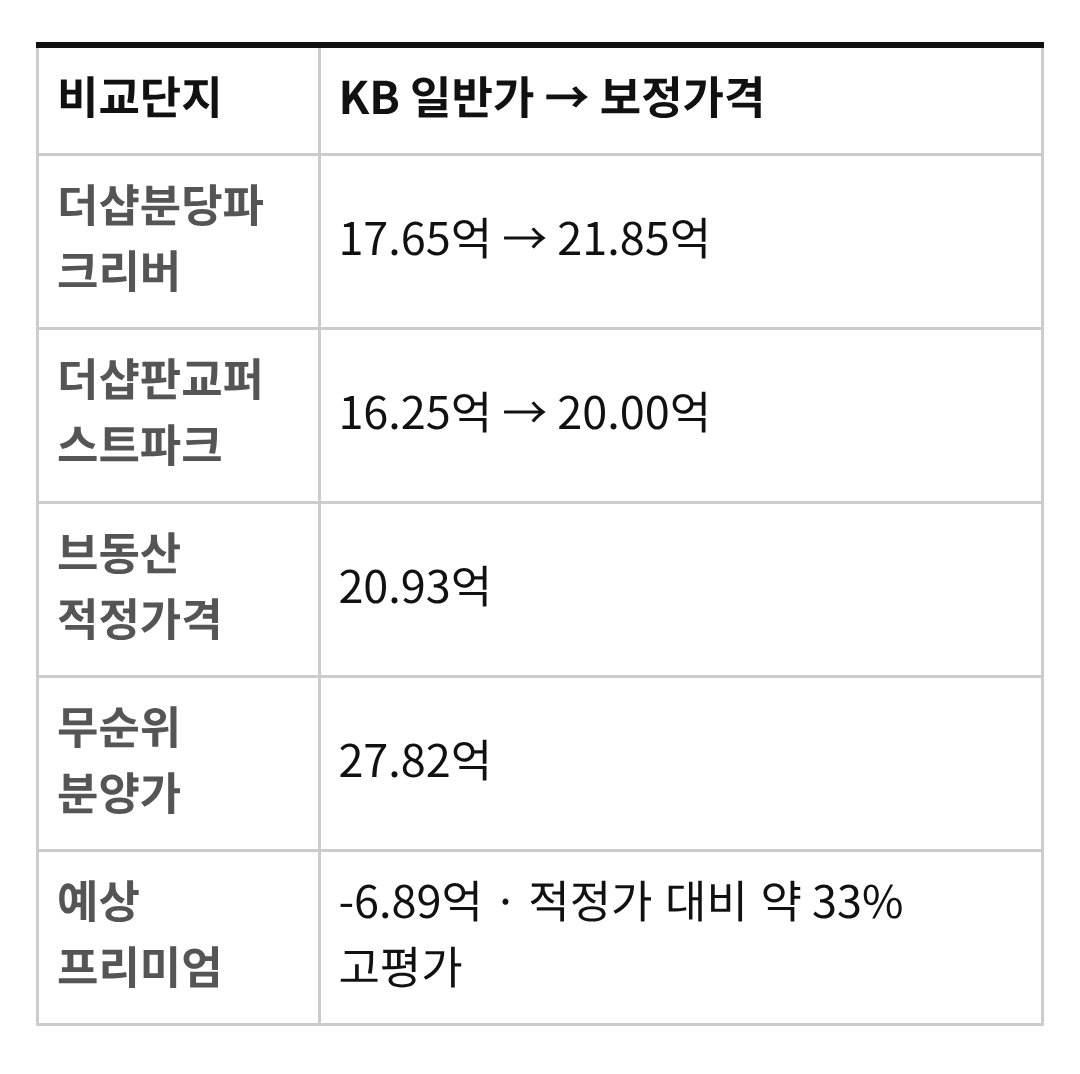 비교단지
KB 일반가 → 보정가격
더샵분당파
크리버
17.65억 → 21.85억
더샵판교퍼
스트파크
16.25억 → 20.00억
브동산
적정가격
20.93억
무순위
분양가
27.82억
예상
프리미엄
-6.89억 · 적정가 대비 약 33%
고평가